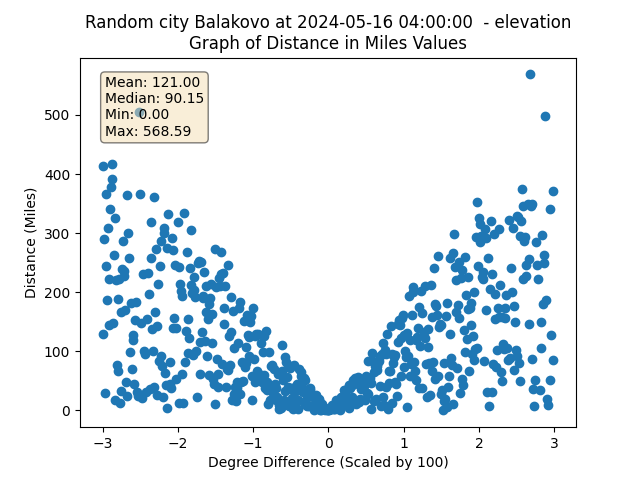 Random city Balakovo at 2024-05-16 04:00:00  - elevation
Graph of Distance in Miles Values
Mean: 121.00
Median: 90.15
Min: 0.00
Max: 568.59
Distance (Miles)
500
400
300
200
100
0
−3 −2 −1 0 1 2 3
Degree Difference (Scaled by 100)